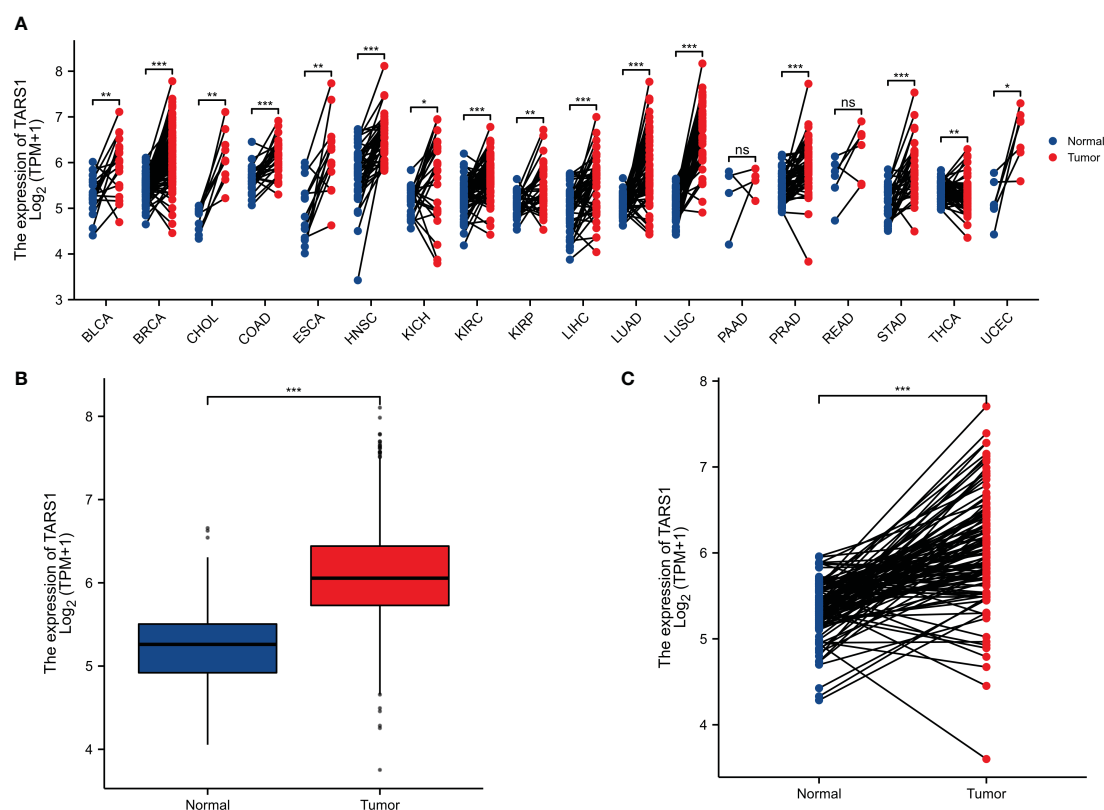 A
The expression of TARS1
Log2 (TPM+1)
8
7
6
5
4
3
** *** ** *** ** *** * *** ** *** *** *** ns *** ns *** ** *
Normal
Tumor
BLCA BRCA CHOL COAD ESCA HNSC KICH KIRC KIRP LIHC LUAD LUSC PAAD PRAD READ STAD THCA UCEC
B
The expression of TARS1
Log2 (TPM+1)
8
7
6
5
4
***
Normal Tumor
C
The expression of TARS1
Log2 (TPM+1)
8
7
6
5
4
***
Normal Tumor